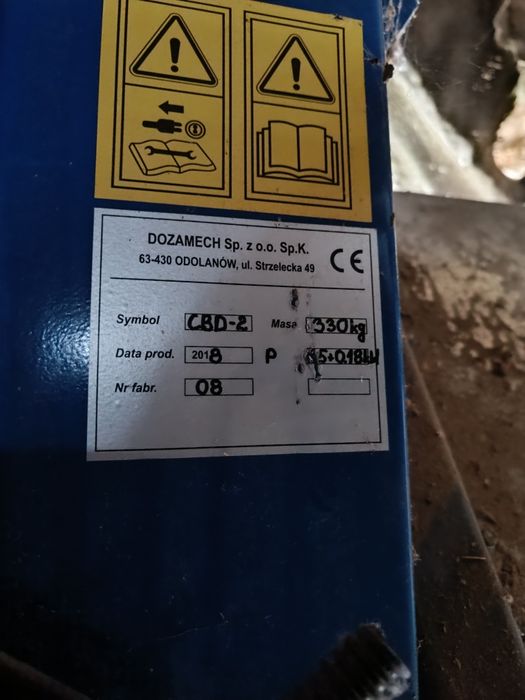 DOZAMECH Sp. z o.o. Sp.K.
63-430 ODOLANÓW, ul. Strzelecka 49
CE
Symbol CBD-2 Masa 330kg
Data prod. 2018 P
Nr fabr. 08